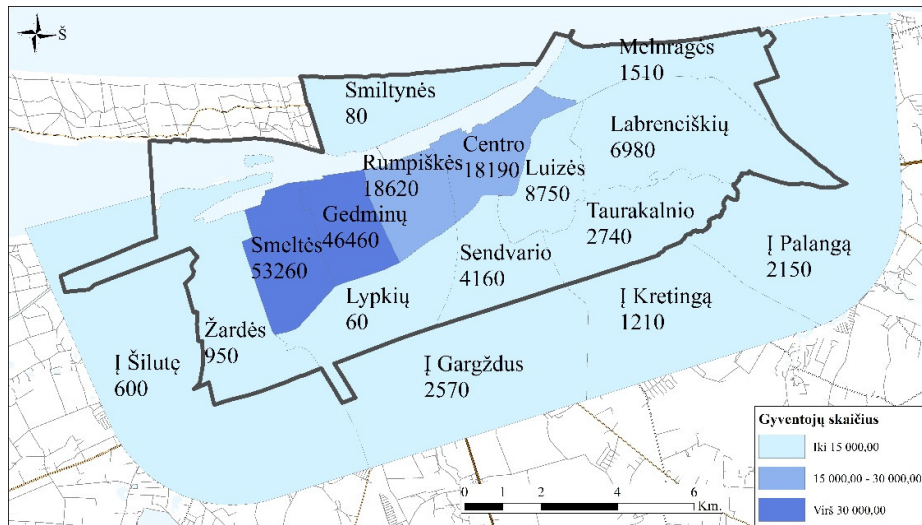 Š
Melnragės
1510
Smiltynės
80
Labrenciškių
6980
Centro
18190
Rumpiškės
18620
Luizės
8750
Gedminų
46460
Taurakalnio
2740
Smeltės
53260
Sendvario
4160
Į Palangą
2150
Lypkių
60
Į Kretingą
1210
Žardės
950
Į Šilutę
600
Į Gargždus
2570
Gyventojų skaičius
Iki 15 000,00
15 000,00 - 30 000,00
Virš 30 000,00
0 1 2 4 6
Km.